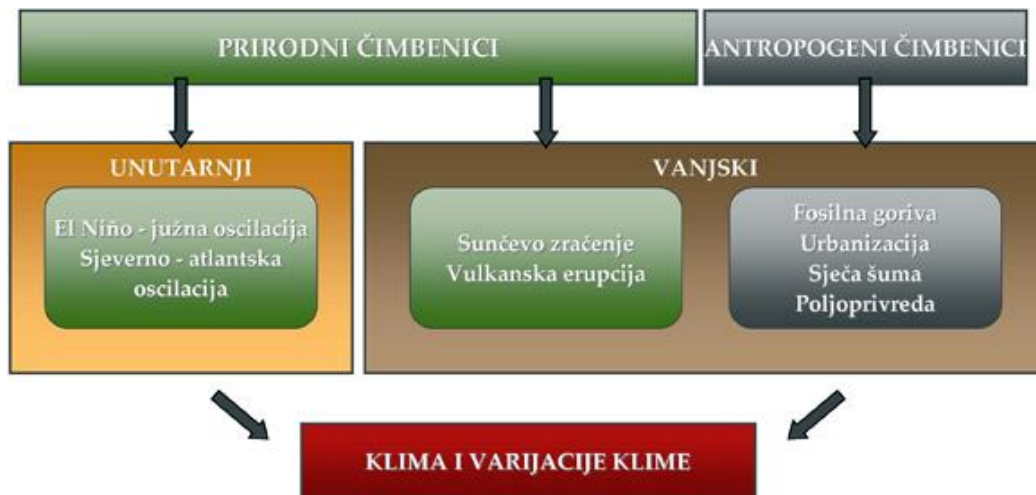 PRIRODNI ČIMBENICI
ANTROPOGENI ČIMBENICI
UNUTARNJI
El Niño - južna oscilacija
Sjeverno - atlantska
oscilacija
VANJSKI
Sunčevo zračenje
Vulkanska erupcija
Fosilna goriva
Urbanizacija
Sječa šuma
Poljoprivreda
KLIMA I VARIJACIJE KLIME